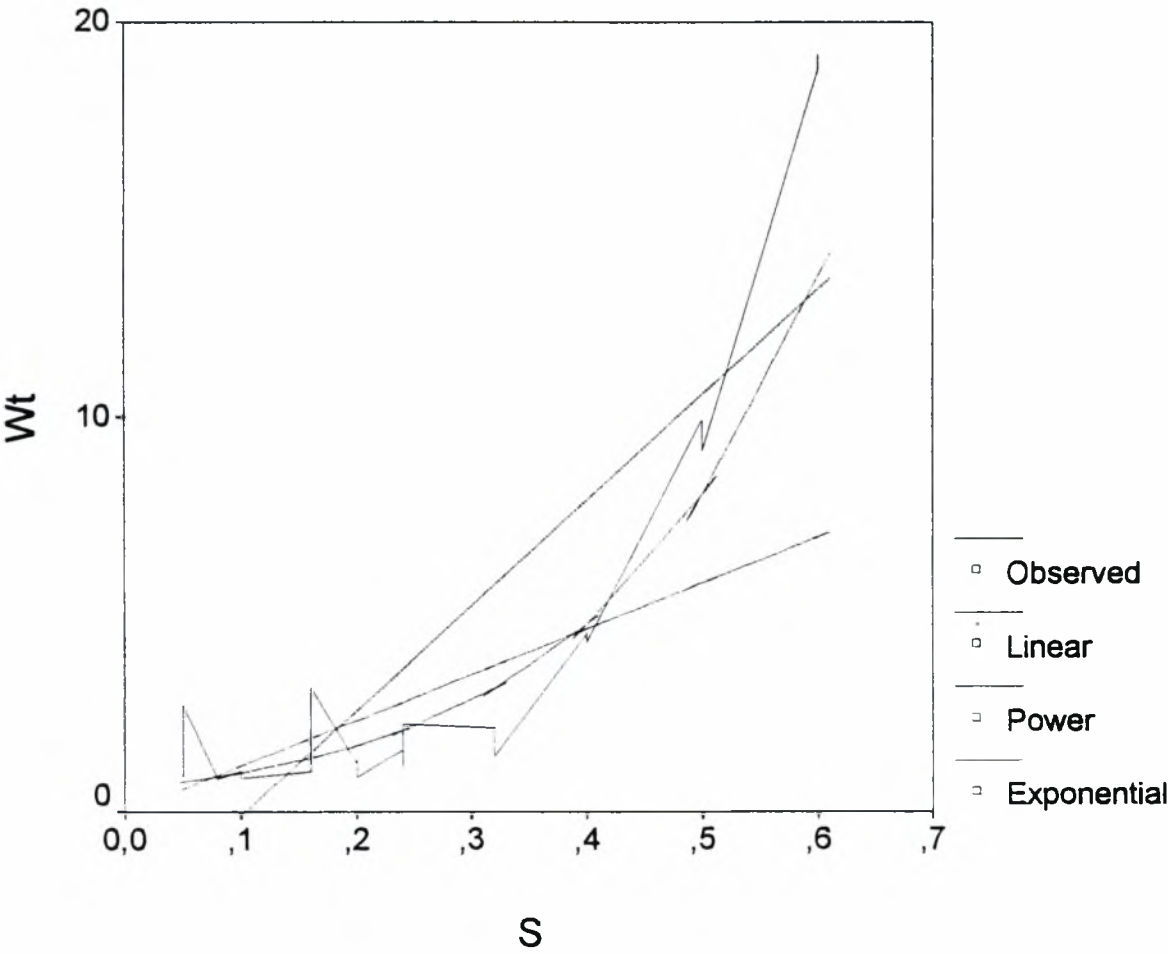 20
10
0
Wt
0,0 ,1 ,2 ,3 ,4 ,5 ,6 ,7
S
Observed
Linear
Power
Exponential